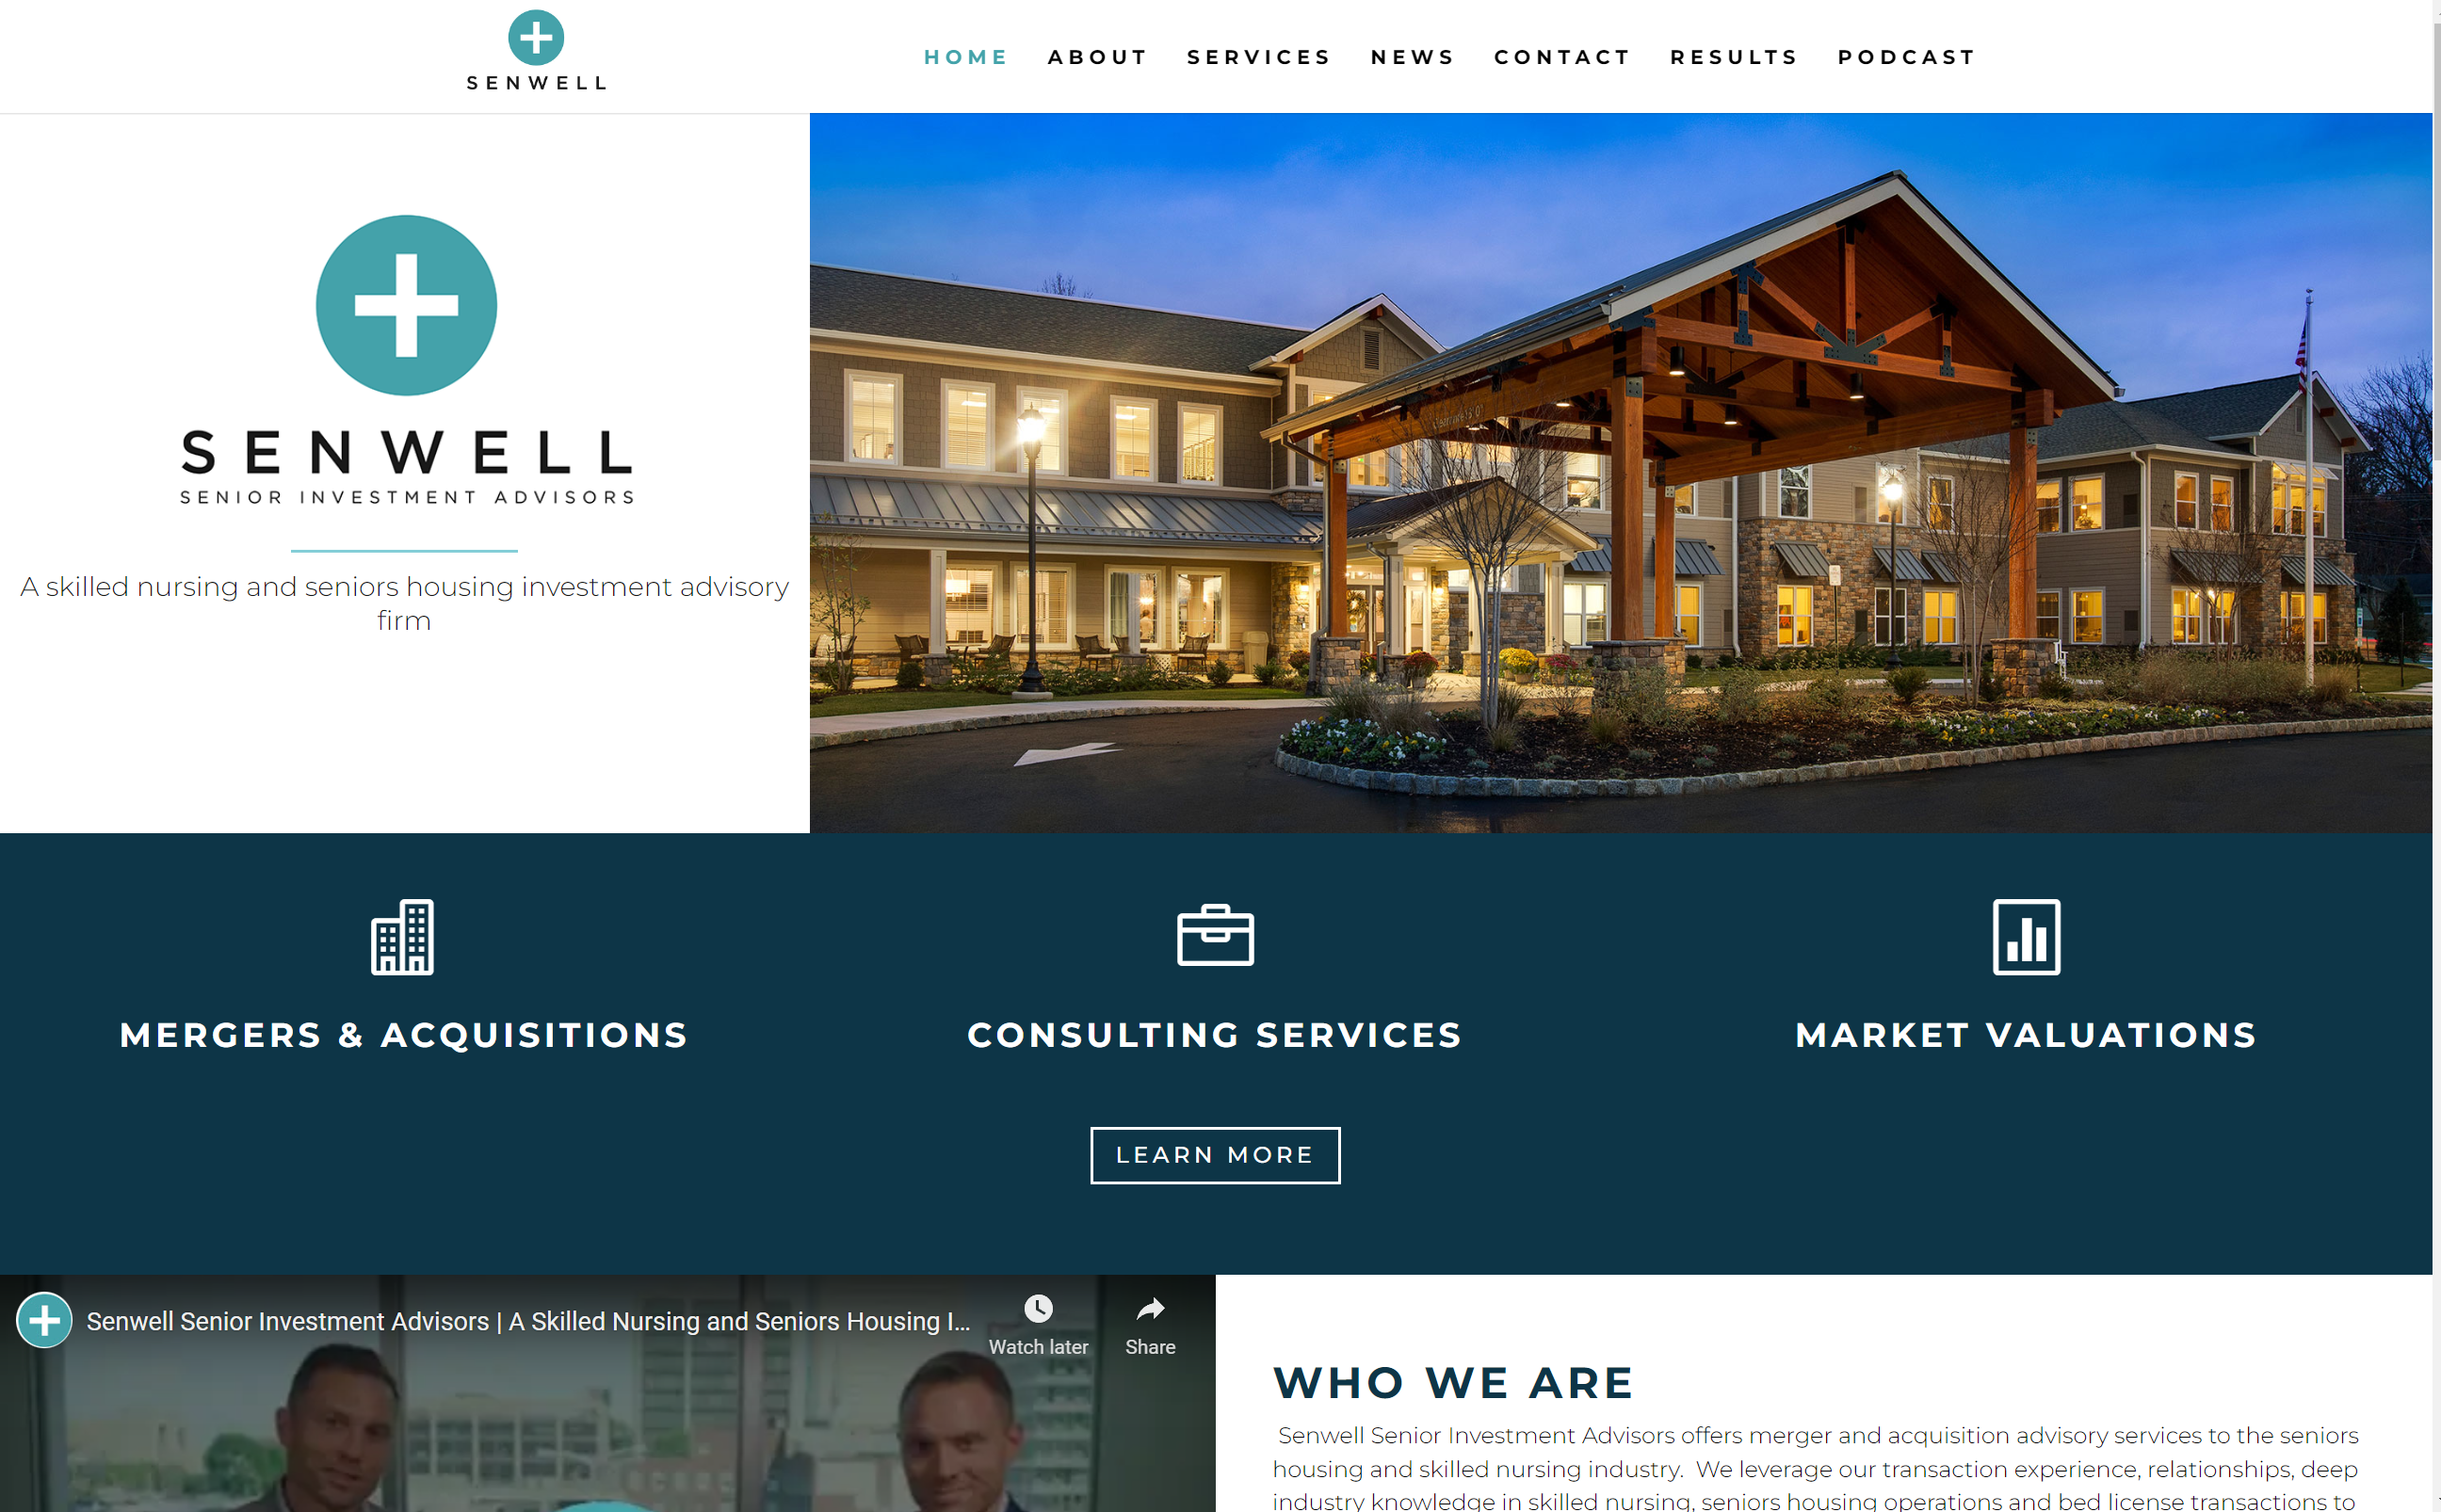 SENWELL
HOME ABOUT SERVICES NEWS CONTACT RESULTS PODCAST
SENWELL
SENIOR INVESTMENT ADVISORS
A skilled nursing and seniors housing investment advisory
firm
MERGERS & ACQUISITIONS
CONSULTING SERVICES
MARKET VALUATIONS
LEARN MORE
Senwell Senior Investment Advisors | A Skilled Nursing and Seniors Housing I...
Watch later
Share
WHO WE ARE
Senwell Senior Investment Advisors offers merger and acquisition advisory services to the seniors
housing and skilled nursing industry. We leverage our transaction experience, relationships, deep
industry knowledge in skilled nursing, seniors housing operations and bed license transactions to